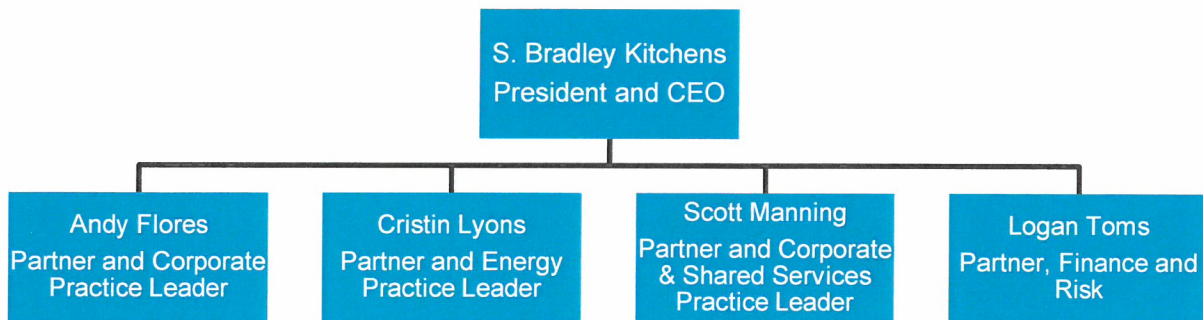 S. Bradley Kitchens
President and CEO
Andy Flores
Partner and Corporate
Practice Leader
Cristin Lyons
Partner and Energy
Practice Leader
Scott Manning
Partner and Corporate
& Shared Services
Practice Leader
Logan Toms
Partner, Finance and
Risk